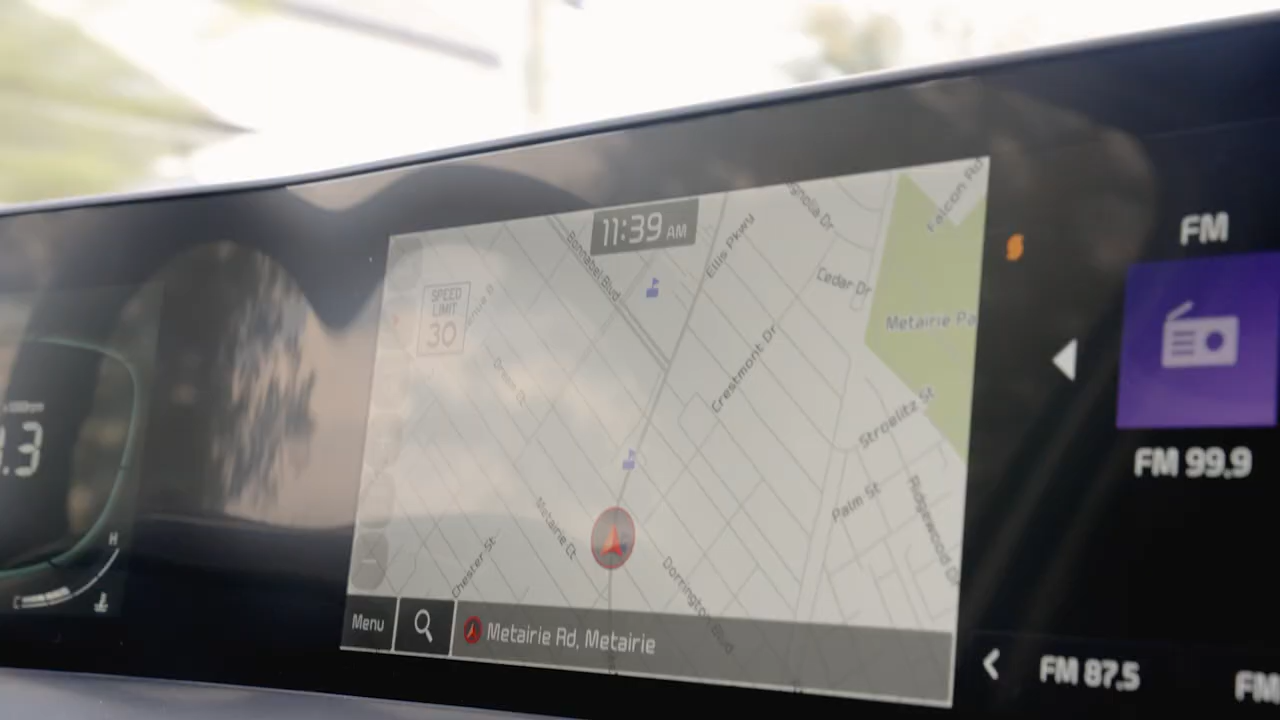 11:39 AM
SPEED
LIMIT
30
Bonnabel Blvd
Ellis Pkwy
Cedar Dr
Falcon Rd
Metairie Pa
Crestmont Dr
Stroelitz St
Palm St
Ridgewood D
Metairie Ct
Chester St
Dorrington Blvd
Menu
Metairie Rd, Metairie
FM
FM 99.9
FM 87.5
FM
.3
H
C